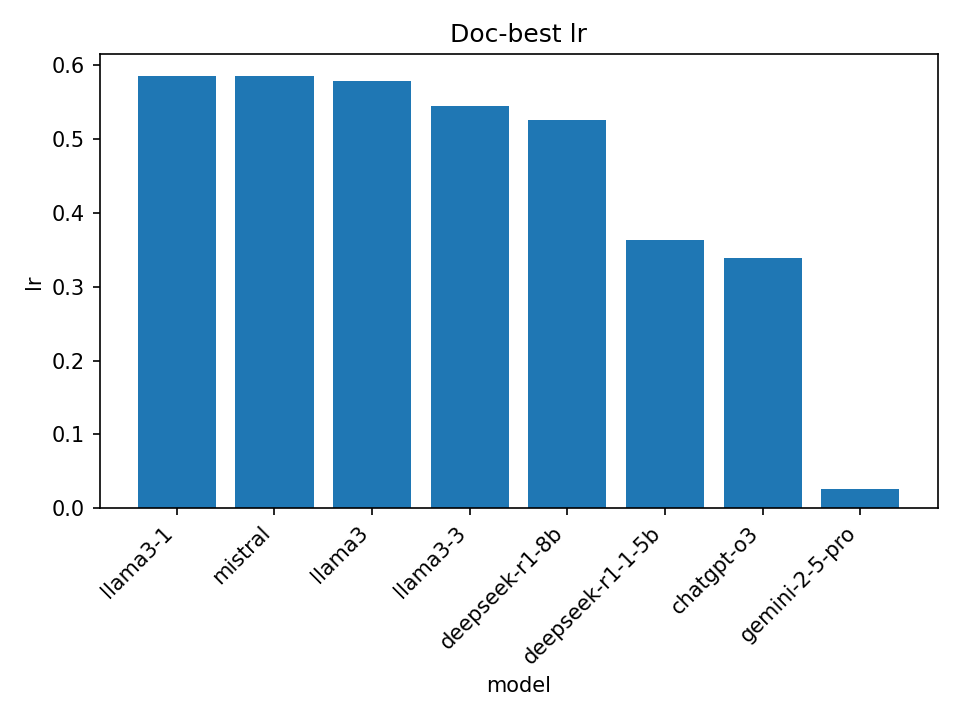 Doc-best lr
lr
0.6
0.5
0.4
0.3
0.2
0.1
0.0
llama3-1
mistral
llama3
llama3-3
deepseek-r1-8b
deepseek-r1-1-5b
chatgpt-o3
gemini-2-5-pro
model